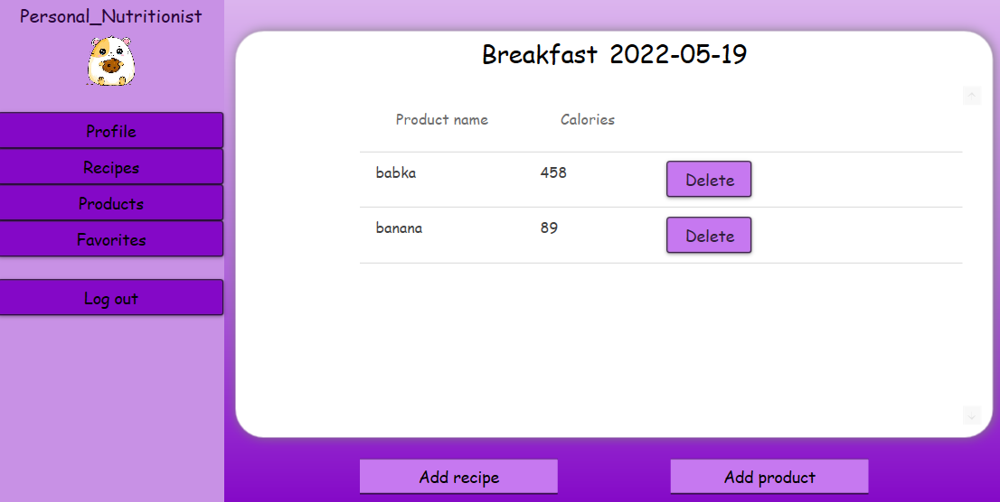 Personal_Nutritionist
Profile
Recipes
Products
Favorites
Log out
Breakfast 2022-05-19
Product name Calories
babka 458 Delete
banana 89 Delete
Add recipe Add product